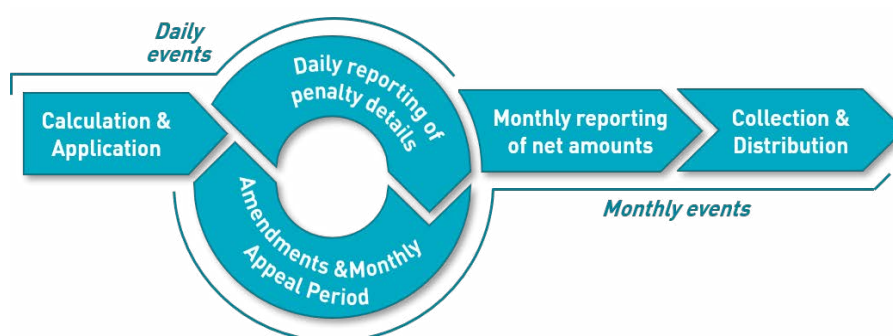 Daily
events
Calculation &
Application
Daily reporting of
penalty details
Amendments &Monthly
Appeal Period
Monthly reporting
of net amounts
Collection &
Distribution
Monthly events